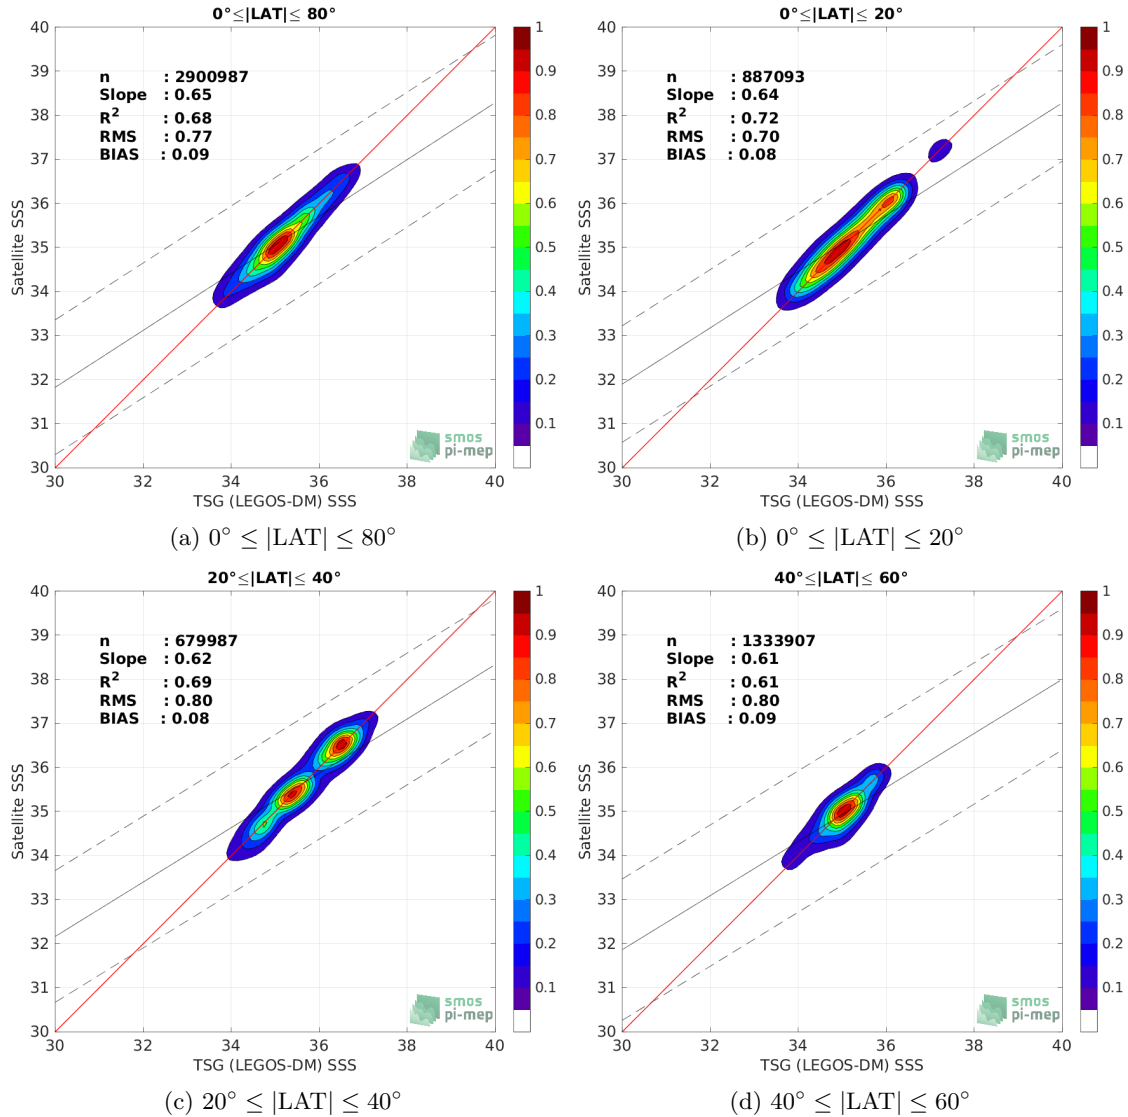 0°≤|LAT|≤ 80°
n : 2900987
Slope : 0.65
R² : 0.68
RMS : 0.77
BIAS : 0.09
Satellite SSS
40
39
38
37
36
35
34
33
32
31
30
30 32 34 36 38 40
TSG (LEGOS-DM) SSS
1
0.9
0.8
0.7
0.6
0.5
0.4
0.3
0.2
0.1
smos
pi-mep
(a) 0° ≤ |LAT| ≤ 80°
0°≤|LAT|≤ 20°
n : 887093
Slope : 0.64
R² : 0.72
RMS : 0.70
BIAS : 0.08
Satellite SSS
40
39
38
37
36
35
34
33
32
31
30
30 32 34 36 38 40
TSG (LEGOS-DM) SSS
1
0.9
0.8
0.7
0.6
0.5
0.4
0.3
0.2
0.1
smos
pi-mep
(b) 0° ≤ |LAT| ≤ 20°
20°≤|LAT|≤ 40°
n : 679987
Slope : 0.62
R² : 0.69
RMS : 0.80
BIAS : 0.08
Satellite SSS
40
39
38
37
36
35
34
33
32
31
30
30 32 34 36 38 40
TSG (LEGOS-DM) SSS
1
0.9
0.8
0.7
0.6
0.5
0.4
0.3
0.2
0.1
smos
pi-mep
(c) 20° ≤ |LAT| ≤ 40°
40°≤|LAT|≤ 60°
n : 1333907
Slope : 0.61
R² : 0.61
RMS : 0.80
BIAS : 0.09
Satellite SSS
40
39
38
37
36
35
34
33
32
31
30
30 32 34 36 38 40
TSG (LEGOS-DM) SSS
1
0.9
0.8
0.7
0.6
0.5
0.4
0.3
0.2
0.1
smos
pi-mep
(d) 40° ≤ |LAT| ≤ 60°